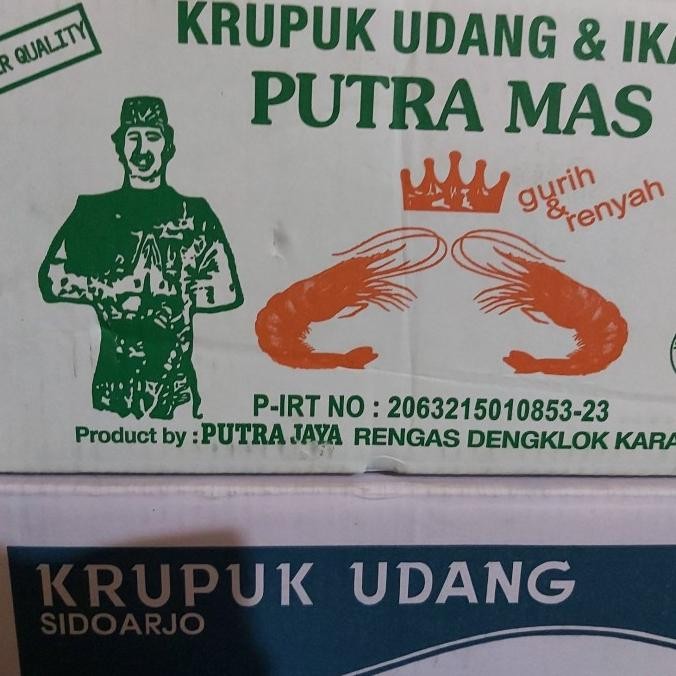 R QUALITY
KRUPUK UDANG & IKA
PUTRA MAS
gurih
& renyah
P-IRT NO : 2063215010853-23
Product by : PUTRA JAYA RENGAS DENGKLOK KARA
KRUPUK UDANG
SIDOARJO